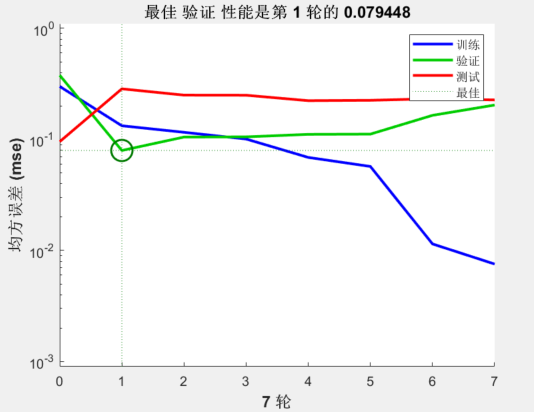 最佳 验证 性能是第 1 轮的 0.079448
10^0
训练
验证
测试
最佳
10^-1
均方误差 (mse)
10^-2
10^-3
0 1 2 3 4 5 6 7
7 轮